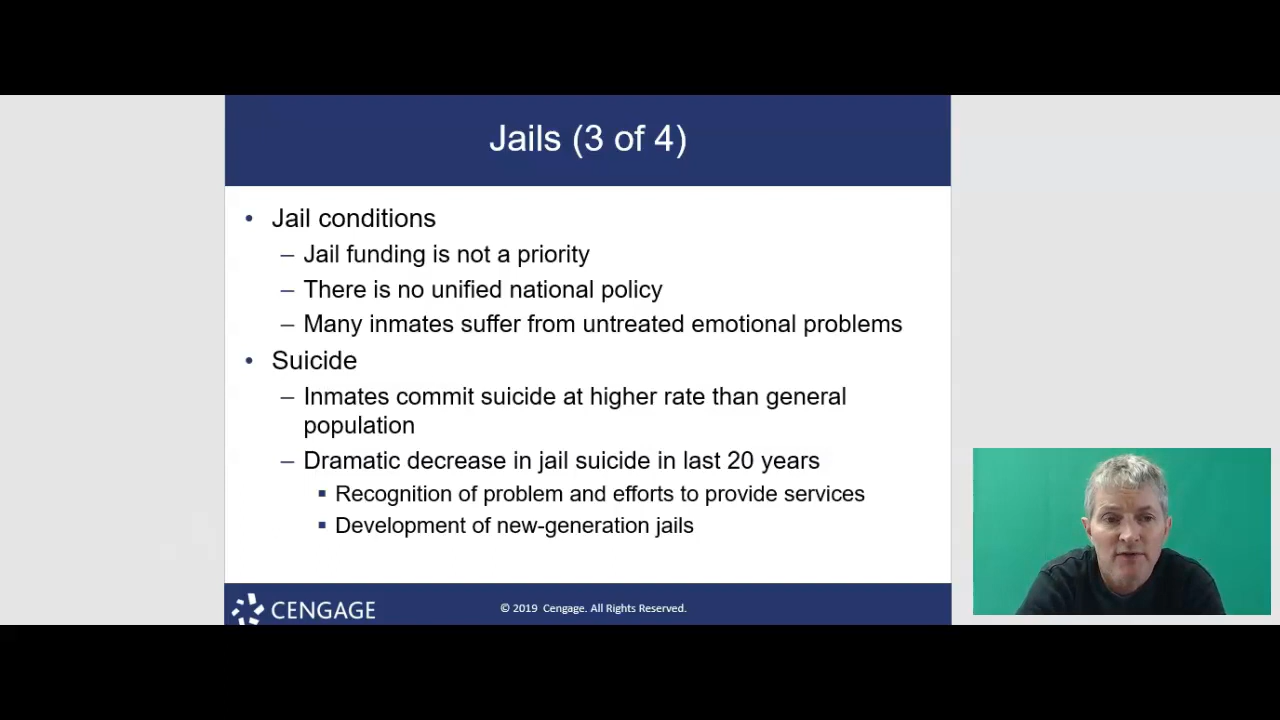 Jails (3 of 4)
• Jail conditions
– Jail funding is not a priority
– There is no unified national policy
– Many inmates suffer from untreated emotional problems
• Suicide
– Inmates commit suicide at higher rate than general
population
– Dramatic decrease in jail suicide in last 20 years
▪ Recognition of problem and efforts to provide services
▪ Development of new-generation jails
CENGAGE
© 2019 Cengage. All Rights Reserved.